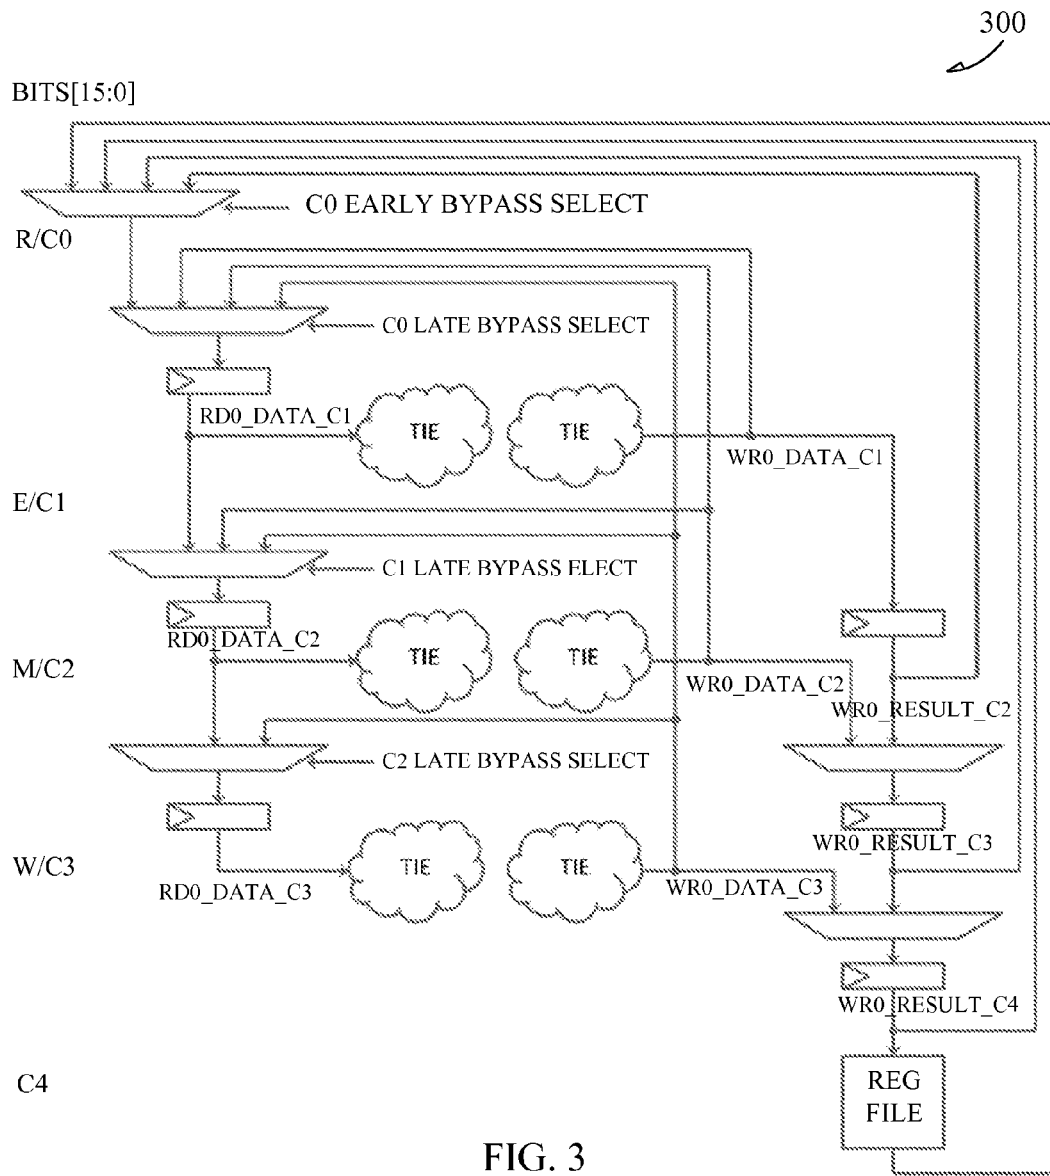 300
BITS[15:0]
C0 EARLY BYPASS SELECT
R/C0
C0 LATE BYPASS SELECT
RD0_DATA_C1
TIE
TIE
WR0_DATA_C1
E/C1
C1 LATE BYPASS ELECT
RD0_DATA_C2
TIE
TIE
M/C2
WR0_DATA_C2
WR0_RESULT_C2
C2 LATE BYPASS SELECT
WR0_RESULT_C3
W/C3
TIE
TIE
RD0_DATA_C3
WR0_DATA_C3
WR0_RESULT_C4
C4
REG
FILE
FIG. 3